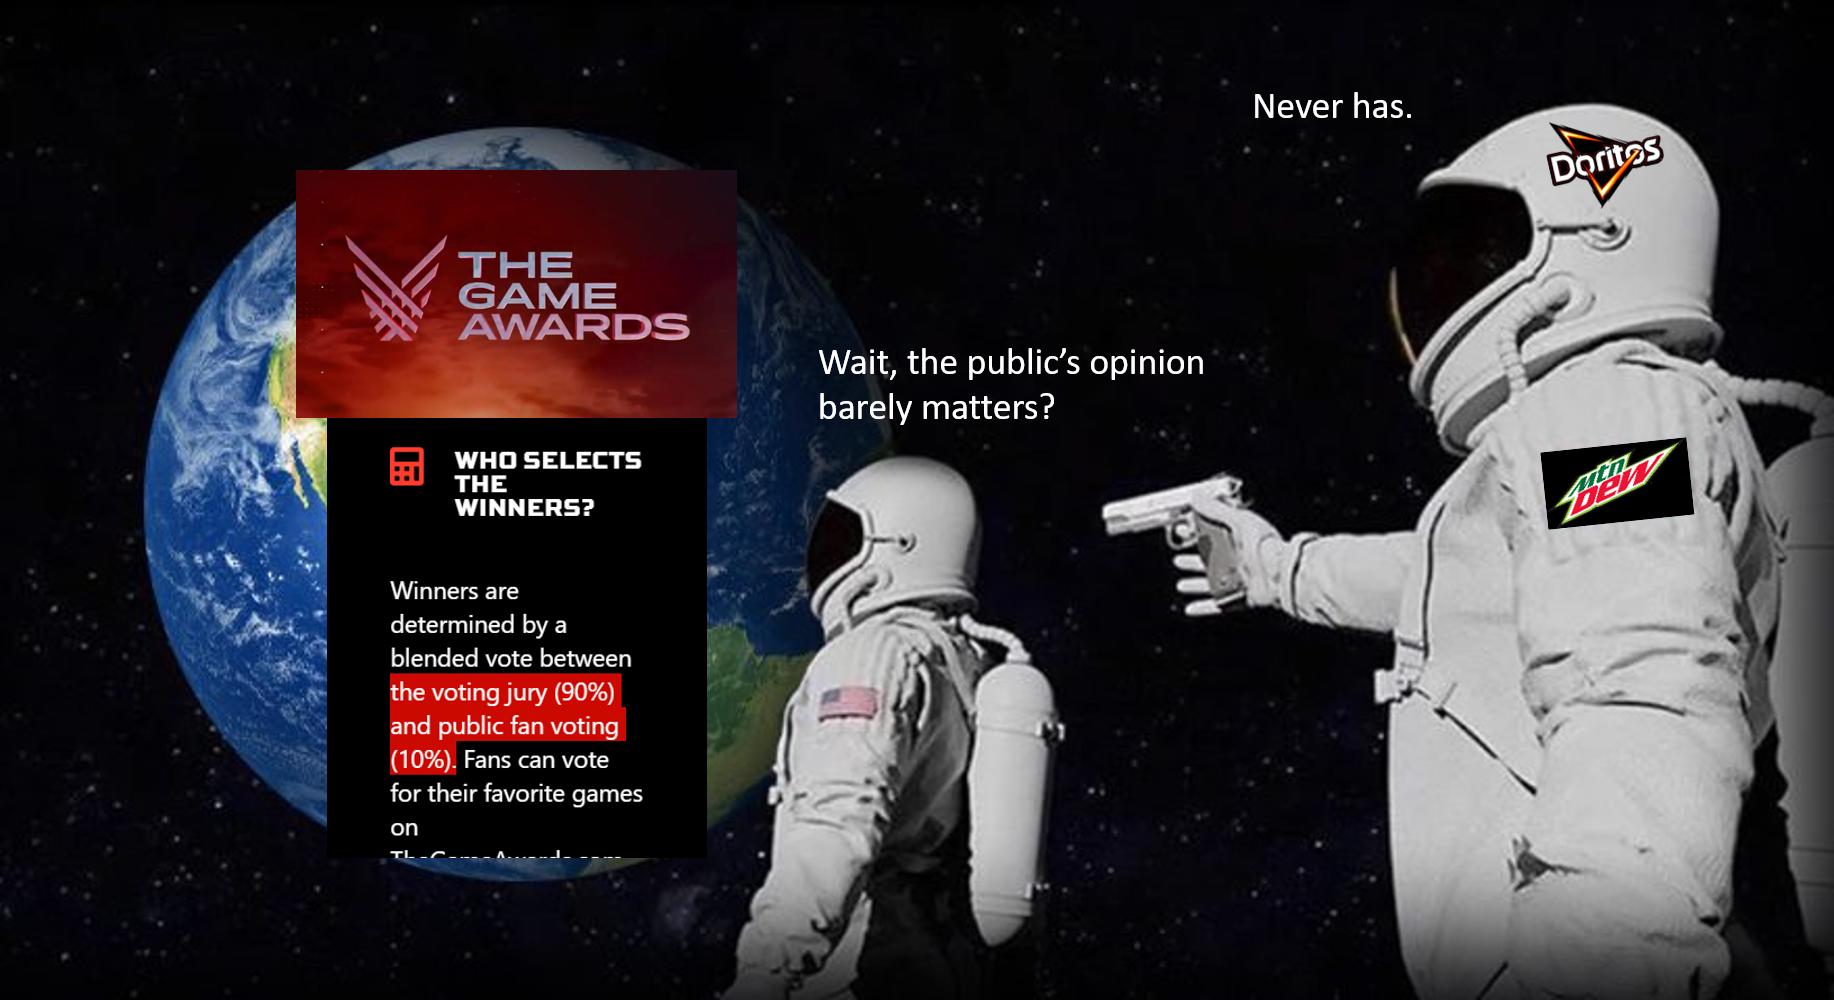 Never has.
Doritos
THE
GAME
AWARDS
Wait, the public's opinion
barely matters?
WHO SELECTS
THE
WINNERS?
mtn
Dew
Winners are
determined by a
blended vote between
the voting jury (90%)
and public fan voting
(10%). Fans can vote
for their favorite games
on
TheGameAwards.com